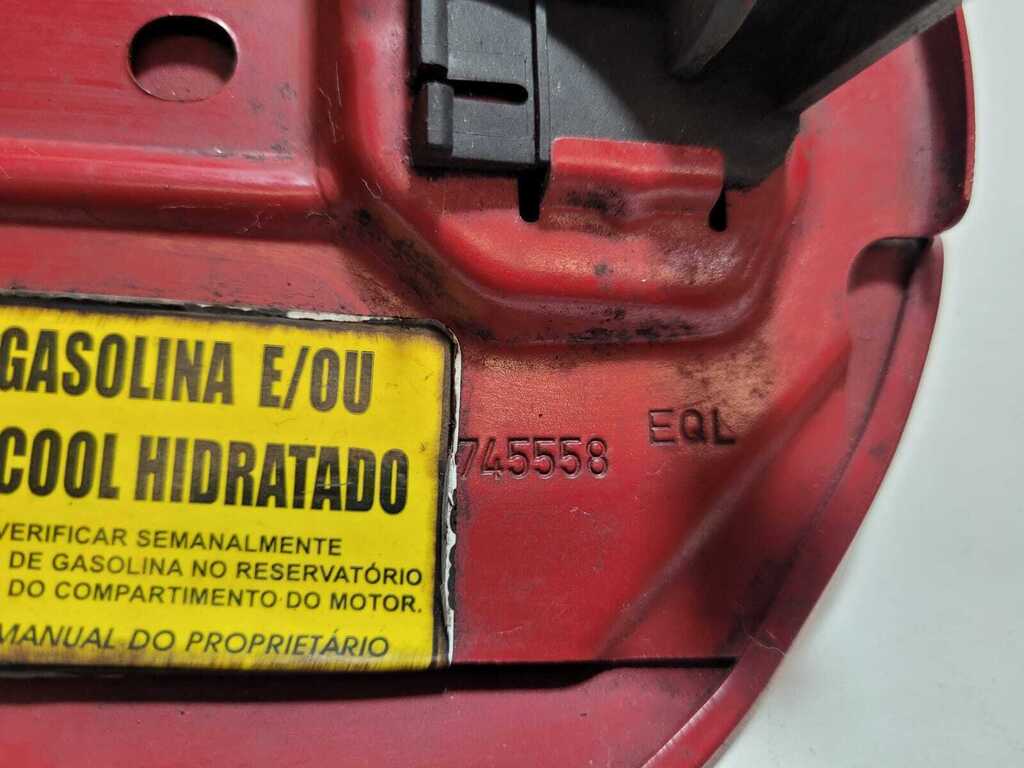 GASOLINA E/OU
COOL HIDRATADO
VERIFICAR SEMANALMENTE
DE GASOLINA NO RESERVATÓRIO
DO COMPARTIMENTO DO MOTOR.
MANUAL DO PROPRIETÁRIO
745558 EQL